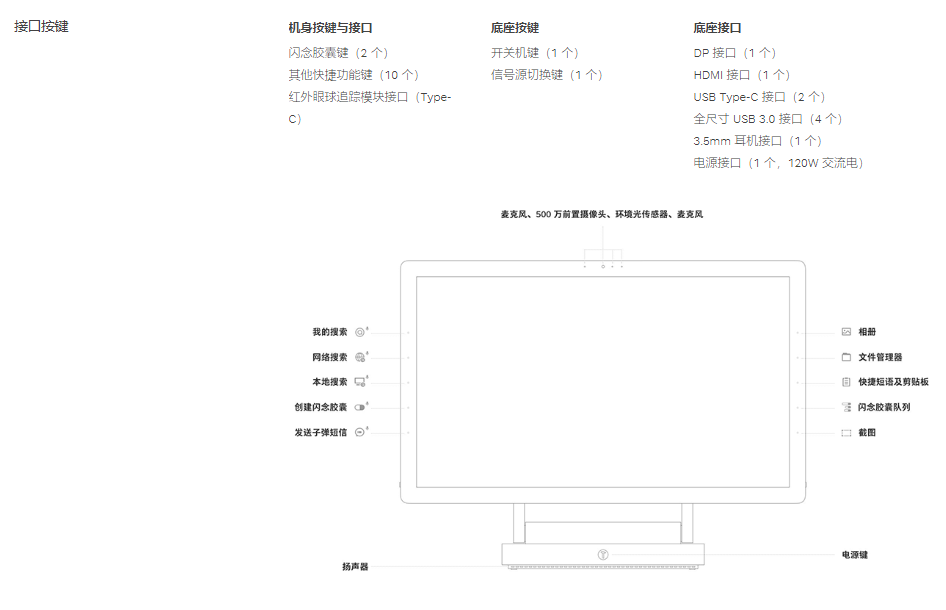 接口按键
机身按键与接口
闪念胶囊键（2 个）
其他快捷功能键（10 个）
红外眼球追踪模块接口（Type-
C）
底座按键
开关机键（1 个）
信号源切换键（1 个）
底座接口
DP 接口（1 个）
HDMI 接口（1 个）
USB Type-C 接口（2 个）
全尺寸 USB 3.0 接口（4 个）
3.5mm 耳机接口（1 个）
电源接口（1 个，120W 交流电）
麦克风、500 万前置摄像头、环境光传感器、麦克风
我的搜索
网络搜索
本地搜索
创建闪念胶囊
发送子弹短信
相册
文件管理器
快捷短语及剪贴板
闪念胶囊队列
截图
电源键
扬声器